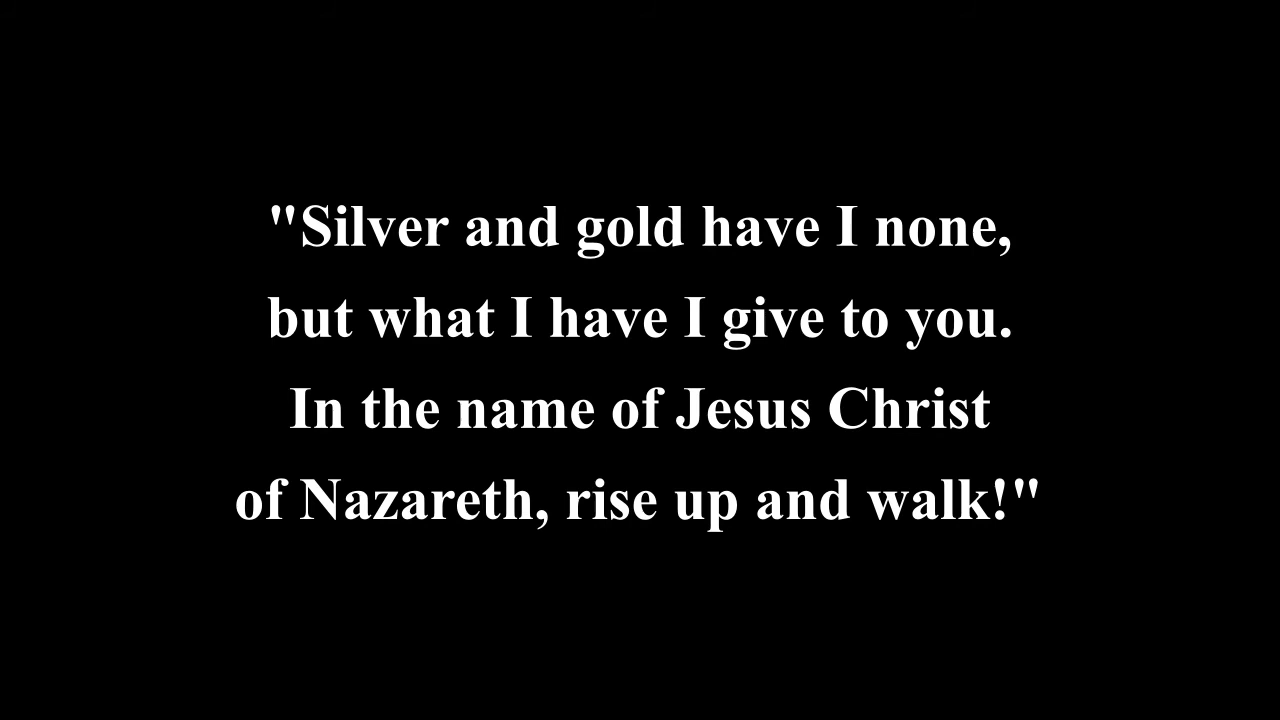 "Silver and gold have I none,
but what I have I give to you.
In the name of Jesus Christ
of Nazareth, rise up and walk!"